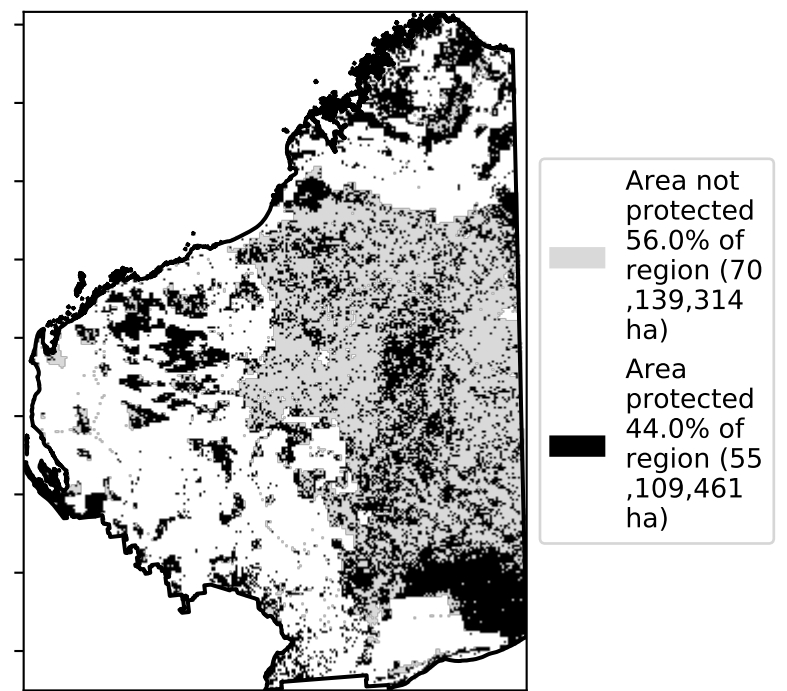 Area not
protected
56.0% of
region (70
,139,314
ha)
Area
protected
44.0% of
region (55
,109,461
ha)